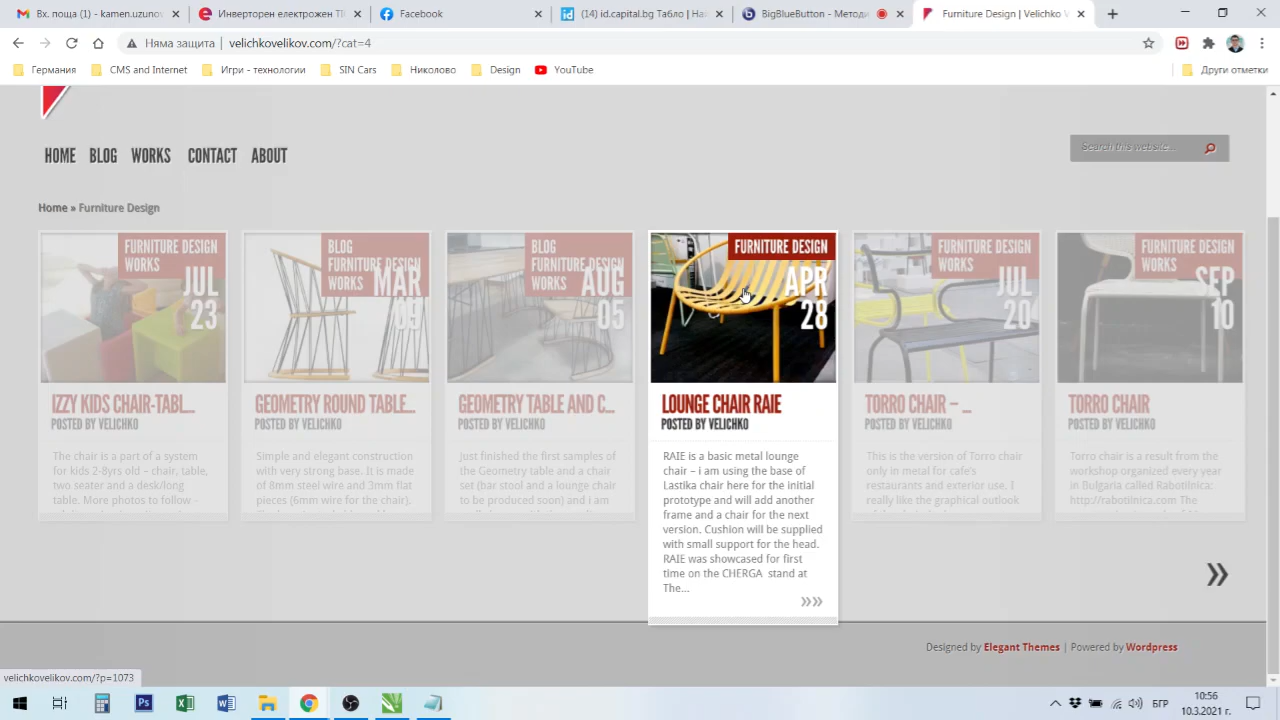 Вх. поща (1) - kamen.uzunov
Интервел електрожен TIG
Facebook
(14) id.capital.bg Табло | Нах
BigBlueButton - Методи
Furniture Design | Velichko V
Няма защита
velichkovelikov.com/?cat=4
Германия
CMS and Internet
Игри - технологии
SIN Cars
Николово
Design
YouTube
Други отметки
HOME BLOG WORKS CONTACT ABOUT
Search this website...
Home » Furniture Design
FURNITURE DESIGN
WORKS
JUL
23
IZZY KIDS CHAIR-TABL...
POSTED BY VELICHKO
The chair is a part of a system
for kids 2-8yrs old – chair, table,
two seater and a desk/long
table. More photos to follow -
BLOG
FURNITURE DESIGN
WORKS
MAR
09
GEOMETRY ROUND TABLE...
POSTED BY VELICHKO
Simple and elegant construction
with very strong base. It is made
of 8mm steel wire and 3mm flat
pieces (6mm wire for the chair).
BLOG
FURNITURE DESIGN
WORKS
AUG
05
GEOMETRY TABLE AND C...
POSTED BY VELICHKO
Just finished the first samples of
the Geometry table and a chair
set (bar stool and a lounge chair
to be produced soon) and i am
FURNITURE DESIGN
APR
28
LOUNGE CHAIR RAIE
POSTED BY VELICHKO
RAIE is a basic metal lounge
chair – i am using the base of
Lastika chair here for the initial
prototype and will add another
frame and a chair for the next
version. Cushion will be supplied
with small support for the head.
RAIE was showcased for first
time on the CHERGA stand at
The...
»»
FURNITURE DESIGN
WORKS
JUL
20
TORRO CHAIR – ...
POSTED BY VELICHKO
This is the version of Torro chair
only in metal for cafe's
restaurants and exterior use. I
really like the graphical outlook
FURNITURE DESIGN
WORKS
SEP
10
TORRO CHAIR
POSTED BY VELICHKO
Torro chair is a result from the
workshop organized every year
in Bulgaria called Rabotilnica:
http://rabotilnica.com The
»
Designed by Elegant Themes | Powered by Wordpress
velichkovelikov.com/?p=1073
БГР
10:56
10.3.2021 г.